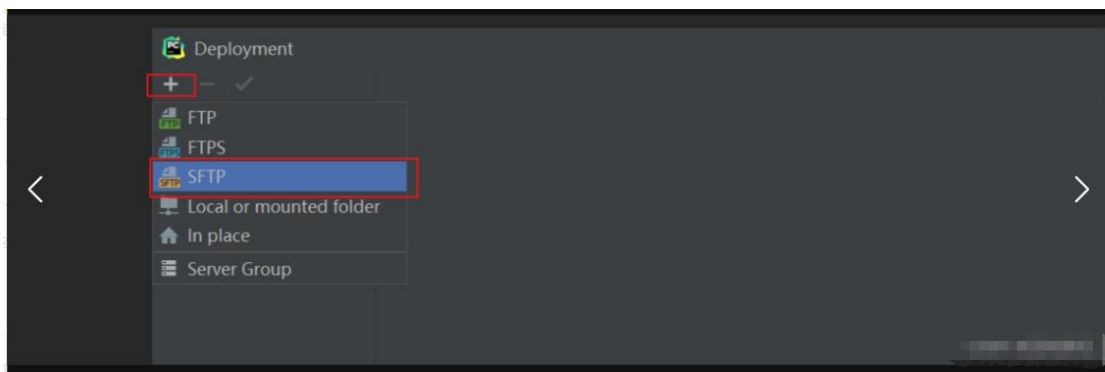 Deployment
FTP
FTPS
SFTP
Local or mounted folder
In place
Server Group